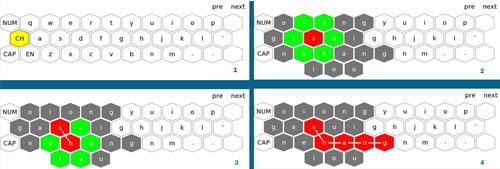 pre next
NUM q w e r t y u i o p
CH a s d f g h j k l `
CAP EN z x c v b n m . .
1
pre next
NUM o i o n g y u i o p
g a s u i g h j k l `
CAP n e h a n g n m . .
i o u
2
pre next
NUM o i o n g y u i o p
g a s u i g h j k l `
CAP n e h a n g n m . .
i o u
3
pre next
NUM o i o n g y u i o p
g a s u i g h j k l `
CAP n e h a n g n m . .
i o u
4